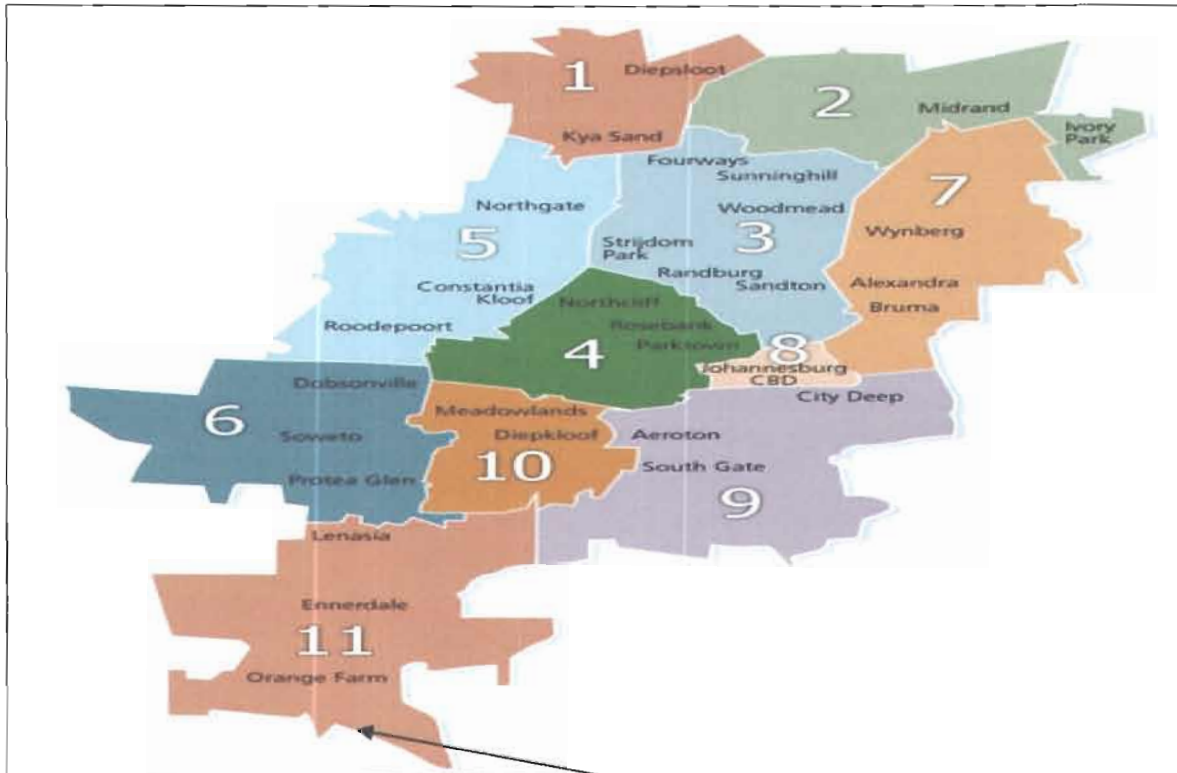 1
Diepsloot
2
Midrand
Ivory
Park
Kya Sand
Fourways
Sunninghill
7
Northgate
Woodmead
5
3
Wynberg
Strijdom
Park
Randburg
Sandton
Alexandra
Constantia
Kloof
Northcliff
Bruma
Roodepoort
Rosebank
Parktown
4
8
Johannesburg
CBD
Dobsonville
City Deep
6
Meadowlands
Soweto
Diepkloof
Aeroton
10
South Gate
Protea Glen
9
Lenasia
Ennerdale
11
Orange Farm